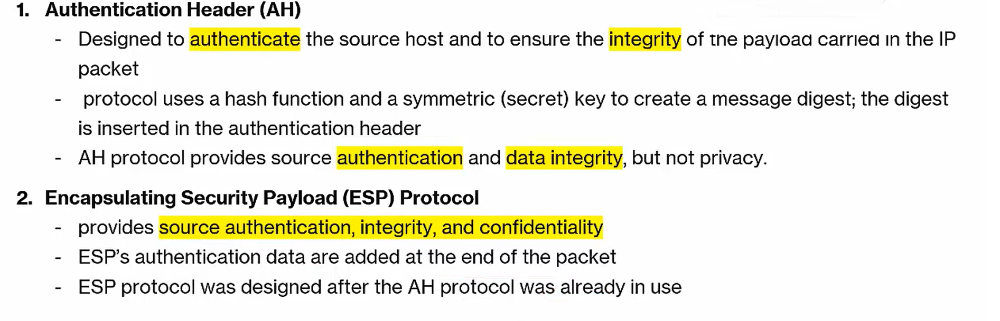 1. Authentication Header (AH)
- Designed to authenticate the source host and to ensure the integrity of the payload carried in the IP
packet
- protocol uses a hash function and a symmetric (secret) key to create a message digest; the digest
is inserted in the authentication header
- AH protocol provides source authentication and data integrity, but not privacy.
2. Encapsulating Security Payload (ESP) Protocol
- provides source authentication, integrity, and confidentiality
- ESP's authentication data are added at the end of the packet
- ESP protocol was designed after the AH protocol was already in use